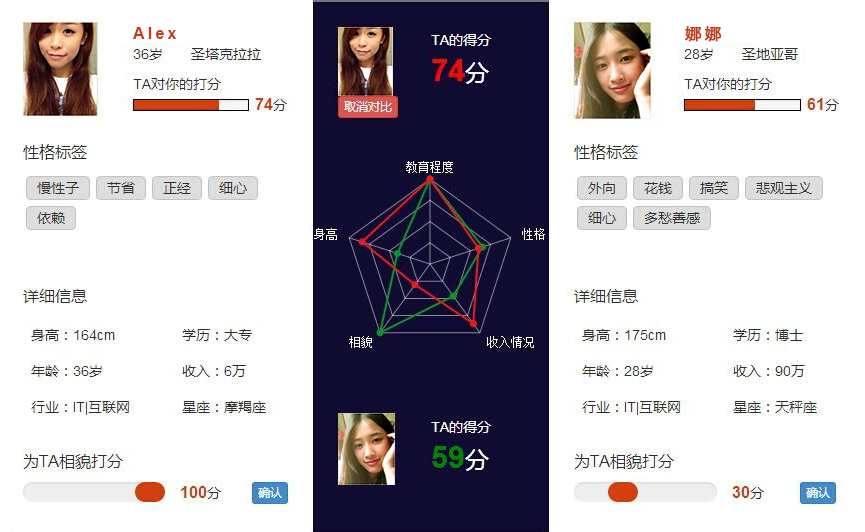 Alex
36岁 圣塔克拉拉
TA对你的打分
74分
性格标签
慢性子 节省 正经 细心
依赖
详细信息
身高：164cm 学历：大专
年龄：36岁 收入：6万
行业：IT|互联网 星座：摩羯座
为TA相貌打分
100分 确认
TA的得分
74分
取消对比
教育程度
身高 性格
相貌 收入情况
TA的得分
59分
娜娜
28岁 圣地亚哥
TA对你的打分
61分
性格标签
外向 花钱 搞笑 悲观主义
细心 多愁善感
详细信息
身高：175cm 学历：博士
年龄：28岁 收入：90万
行业：IT|互联网 星座：天秤座
为TA相貌打分
30分 确认